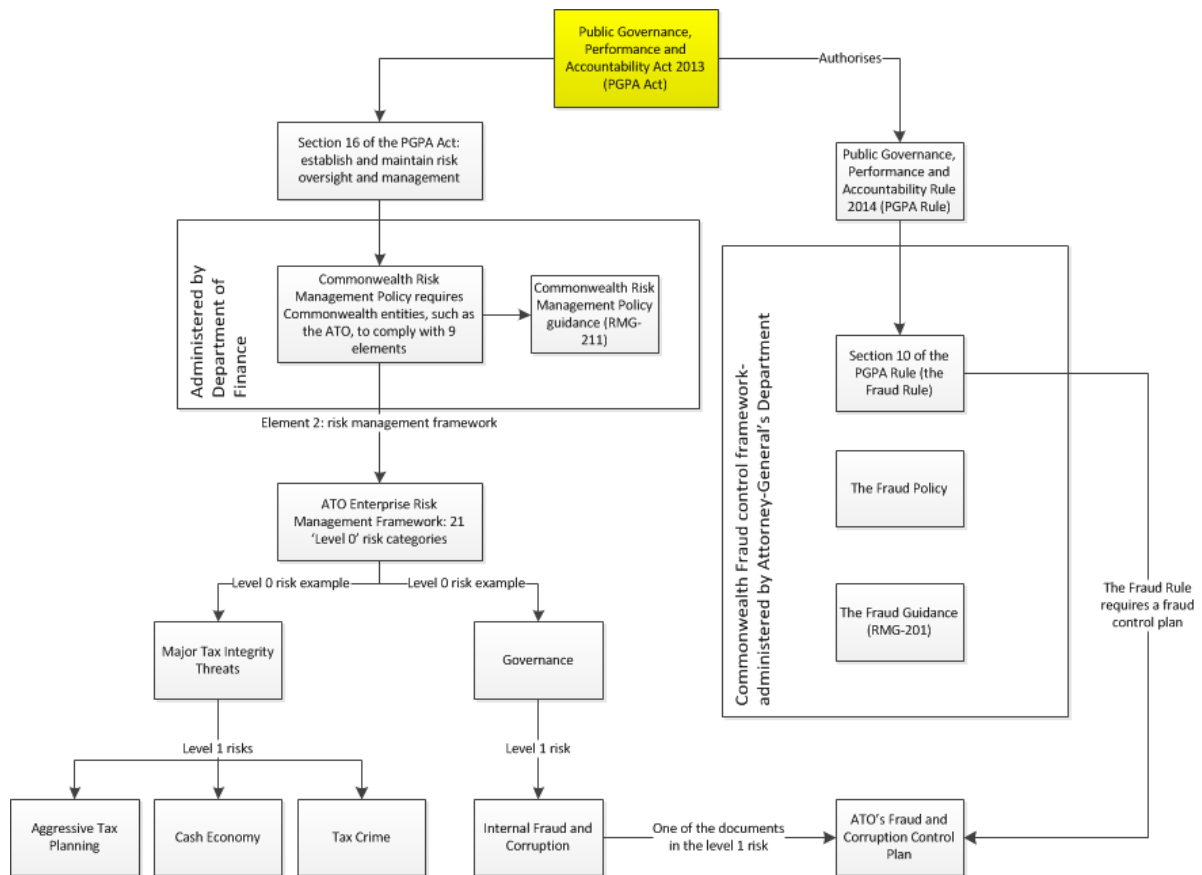 Public Governance,
Performance and
Accountability Act 2013
(PGPA Act)
Authorises
Section 16 of the PGPA Act:
establish and maintain risk
oversight and management
Public Governance,
Performance and
Accountability Rule
2014 (PGPA Rule)
Administered by
Department of
Finance
Commonwealth Risk
Management Policy requires
Commonwealth entities, such as
the ATO, to comply with 9
elements
Commonwealth Risk
Management Policy
guidance (RMG-
211)
Commonwealth Fraud control framework-
administered by Attorney-General's Department
Section 10 of the
PGPA Rule (the
Fraud Rule)
Element 2: risk management framework
The Fraud Policy
ATO Enterprise Risk
Management Framework: 21
'Level 0' risk categories
Level 0 risk example
Level 0 risk example
The Fraud Guidance
(RMG-201)
The Fraud Rule
requires a fraud
control plan
Major Tax Integrity
Threats
Governance
Level 1 risks
Level 1 risk
Aggressive Tax
Planning
Cash Economy
Tax Crime
Internal Fraud and
Corruption
One of the documents
in the level 1 risk
ATO's Fraud and
Corruption Control
Plan